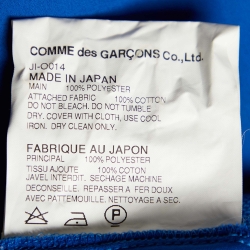 COMME des GARÇONS Co.,Ltd.
JI-O014
MADE IN JAPAN
MAIN 100% POLYESTER
ATTACHED FABRIC 100% COTTON
DO NOT BLEACH. DO NOT TUMBLE
DRY. COVER WITH CLOTH, USE COOL
IRON. DRY CLEAN ONLY.
FABRIQUE AU JAPON
PRINCIPAL 100% POLYESTER
TISSU AJOUTE 100% COTON
JAVEL INTERDIT. SECHAGE MACHINE
DECONSEILLE. REPASSER A FER DOUX
AVEC PATTEMOUILLE. NETTOYAGE A SEC.
P